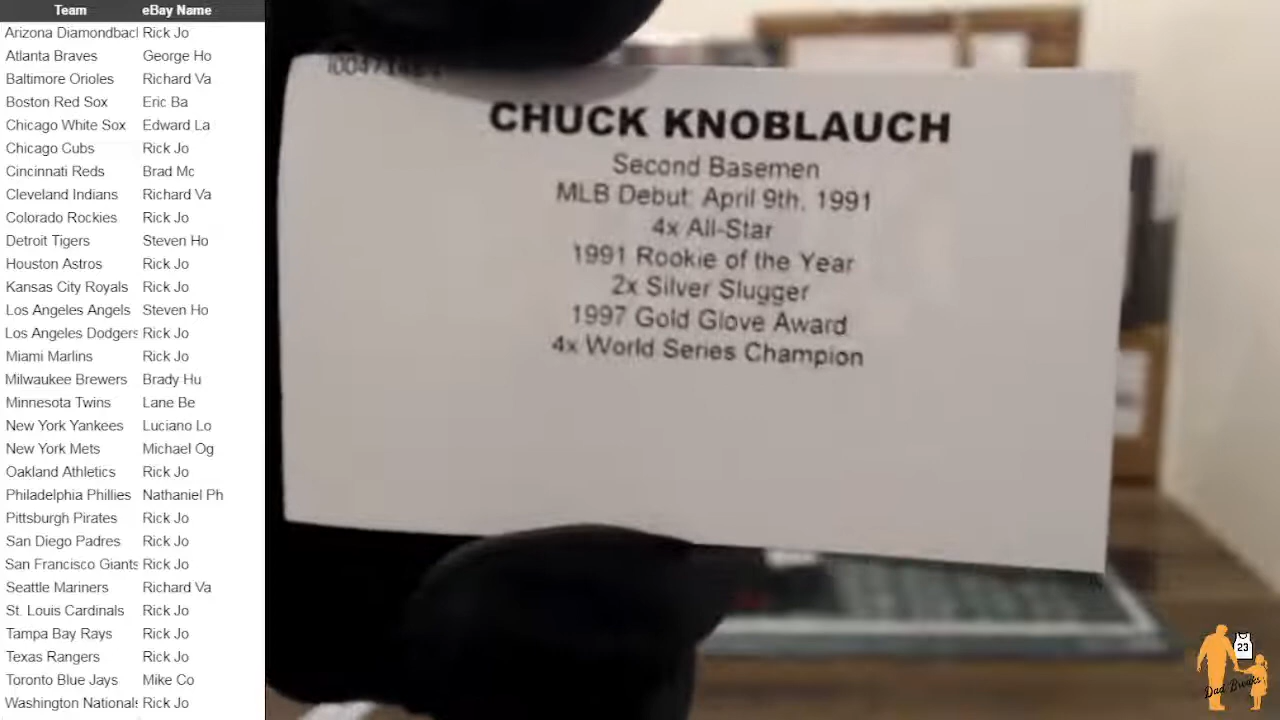 Team eBay Name
Arizona Diamondbac Rick Jo
Atlanta Braves George Ho
Baltimore Orioles Richard Va
Boston Red Sox Eric Ba
Chicago White Sox Edward La
Chicago Cubs Rick Jo
Cincinnati Reds Brad Mc
Cleveland Indians Richard Va
Colorado Rockies Rick Jo
Detroit Tigers Steven Ho
Houston Astros Rick Jo
Kansas City Royals Rick Jo
Los Angeles Angels Steven Ho
Los Angeles Dodgers Rick Jo
Miami Marlins Rick Jo
Milwaukee Brewers Brady Hu
Minnesota Twins Lane Be
New York Yankees Luciano Lo
New York Mets Michael Og
Oakland Athletics Rick Jo
Philadelphia Phillies Nathaniel Ph
Pittsburgh Pirates Rick Jo
San Diego Padres Rick Jo
San Francisco Giants Rick Jo
Seattle Mariners Richard Va
St. Louis Cardinals Rick Jo
Tampa Bay Rays Rick Jo
Texas Rangers Rick Jo
Toronto Blue Jays Mike Co
Washington Nationals Rick Jo
CHUCK KNOBLAUCH
Second Basemen
MLB Debut: April 9th, 1991
4x All-Star
1991 Rookie of the Year
2x Silver Slugger
1997 Gold Glove Award
4x World Series Champion
23
Dad Breaks